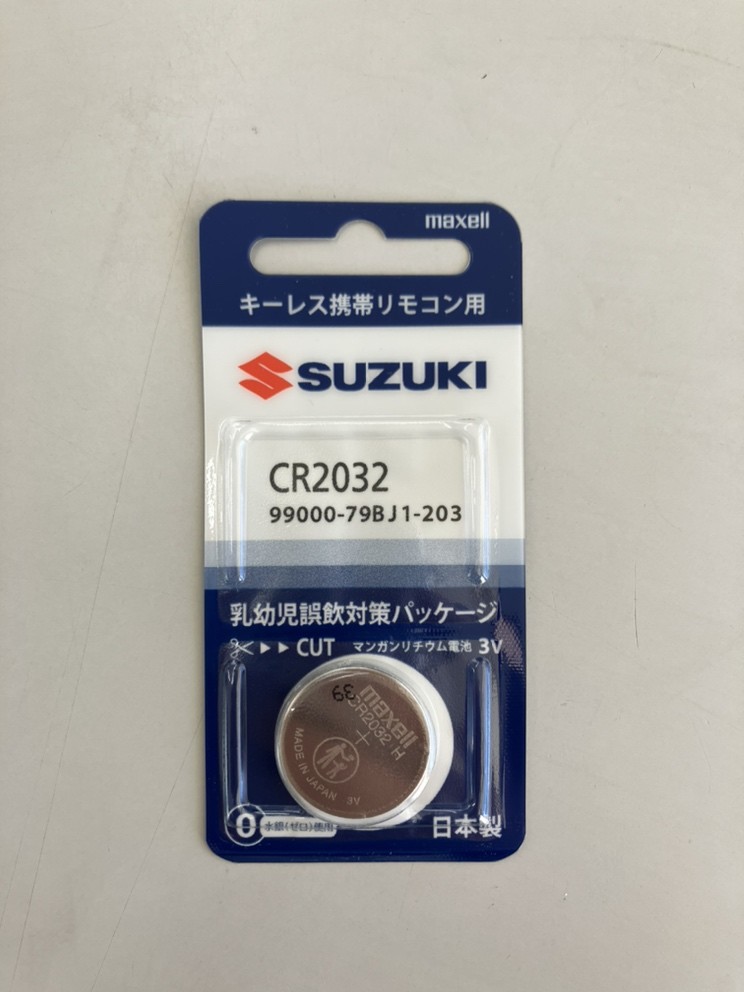 maxell
キーレス携帯リモコン用
SUZUKI
CR2032
99000-79BJ1-203
乳幼児誤飲対策パッケージ
CUT マンガンリチウム電池 3V
69
maxell
CR2032 H
+
MADE IN JAPAN 3V
0 水銀(ゼロ)使用
日本製